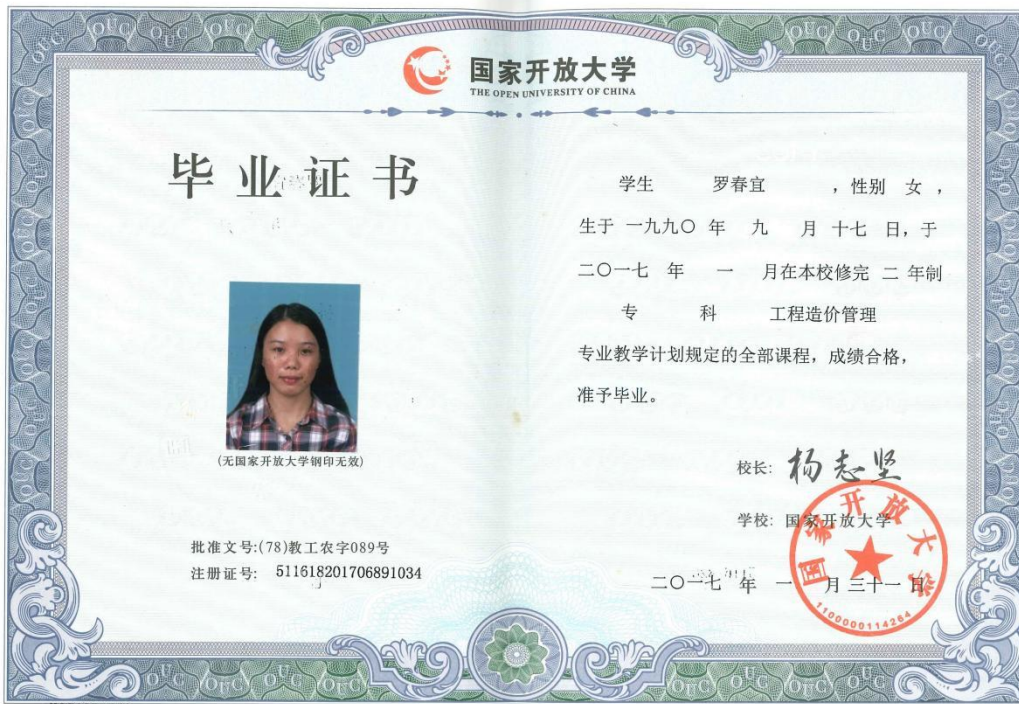 国家开放大学
THE OPEN UNIVERSITY OF CHINA
毕业证书
(无国家开放大学钢印无效)
批准文号:(78)教工农字089号
注册证号: 511618201706891034
学生 罗春宜 ,性别 女 ,
生于 一九九〇 年 九 月 十七 日,于
二〇一七 年 一 月在本校修完 二 年制
专 科 工程造价管理
专业教学计划规定的全部课程,成绩合格,
准予毕业。
校长: 杨志坚
学校: 国家开放大学
二〇一七 年 一 月 三十一 日
国家开放大学
1100000114264
OUC